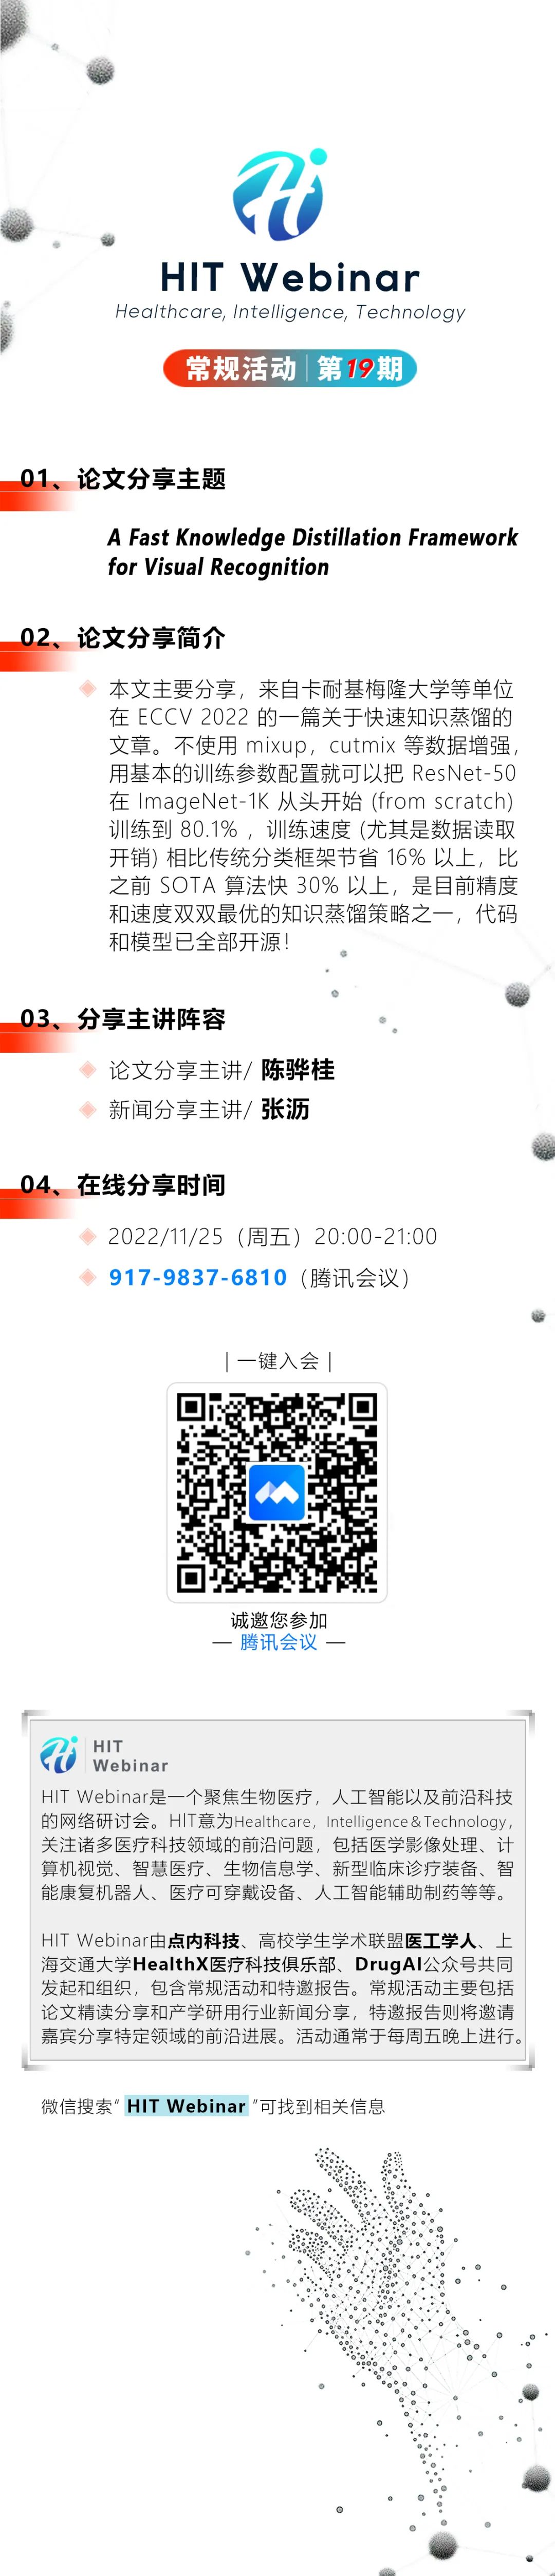 HIT Webinar
Healthcare, Intelligence, Technology
常规活动 | 第19期
01、论文分享主题
A Fast Knowledge Distillation Framework
for Visual Recognition
02、论文分享简介
本文主要分享，来自卡耐基梅隆大学等单位
在 ECCV 2022 的一篇关于快速知识蒸馏的
文章。不使用 mixup，cutmix 等数据增强，
用基本的训练参数配置就可以把 ResNet-50
在 ImageNet-1K 从头开始 (from scratch)
训练到 80.1% ，训练速度 (尤其是数据读取
开销) 相比传统分类框架节省 16% 以上，比
之前 SOTA 算法快 30% 以上，是目前精度
和速度双双最优的知识蒸馏策略之一，代码
和模型已全部开源！
03、分享主讲阵容
论文分享主讲/ 陈骅桂
新闻分享主讲/ 张沥
04、在线分享时间
2022/11/25（周五）20:00-21:00
917-9837-6810（腾讯会议）
| 一键入会 |
诚邀您参加
— 腾讯会议 —
HIT
Webinar
HIT Webinar是一个聚焦生物医疗，人工智能以及前沿科技
的网络研讨会。HIT意为Healthcare，Intelligence＆Technology，
关注诸多医疗科技领域的前沿问题，包括医学影像处理、计
算机视觉、智慧医疗、生物信息学、新型临床诊疗装备、智
能康复机器人、医疗可穿戴设备、人工智能辅助制药等等。
HIT Webinar由点内科技、高校学生学术联盟医工学人、上
海交通大学HealthX医疗科技俱乐部、DrugAI公众号共同
发起和组织，包含常规活动和特邀报告。常规活动主要包括
论文精读分享和产学研用行业新闻分享，特邀报告则将邀请
嘉宾分享特定领域的前沿进展。活动通常于每周五晚上进行。
微信搜索“ HIT Webinar ”可找到相关信息